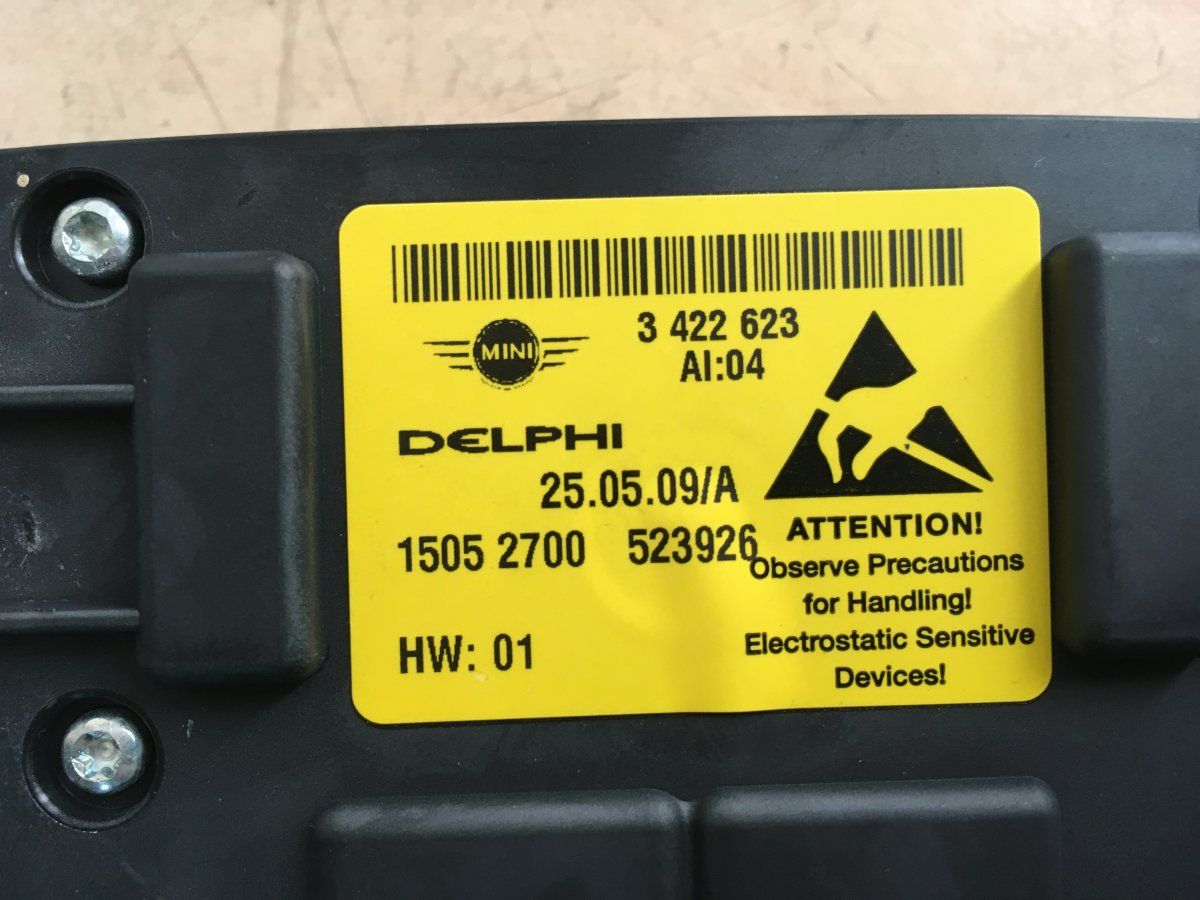 3 422 623
AI:04
MINI
DELPHI
25.05.09/A
1505 2700 523926
HW: 01
ATTENTION!
Observe Precautions
for Handling!
Electrostatic Sensitive
Devices!